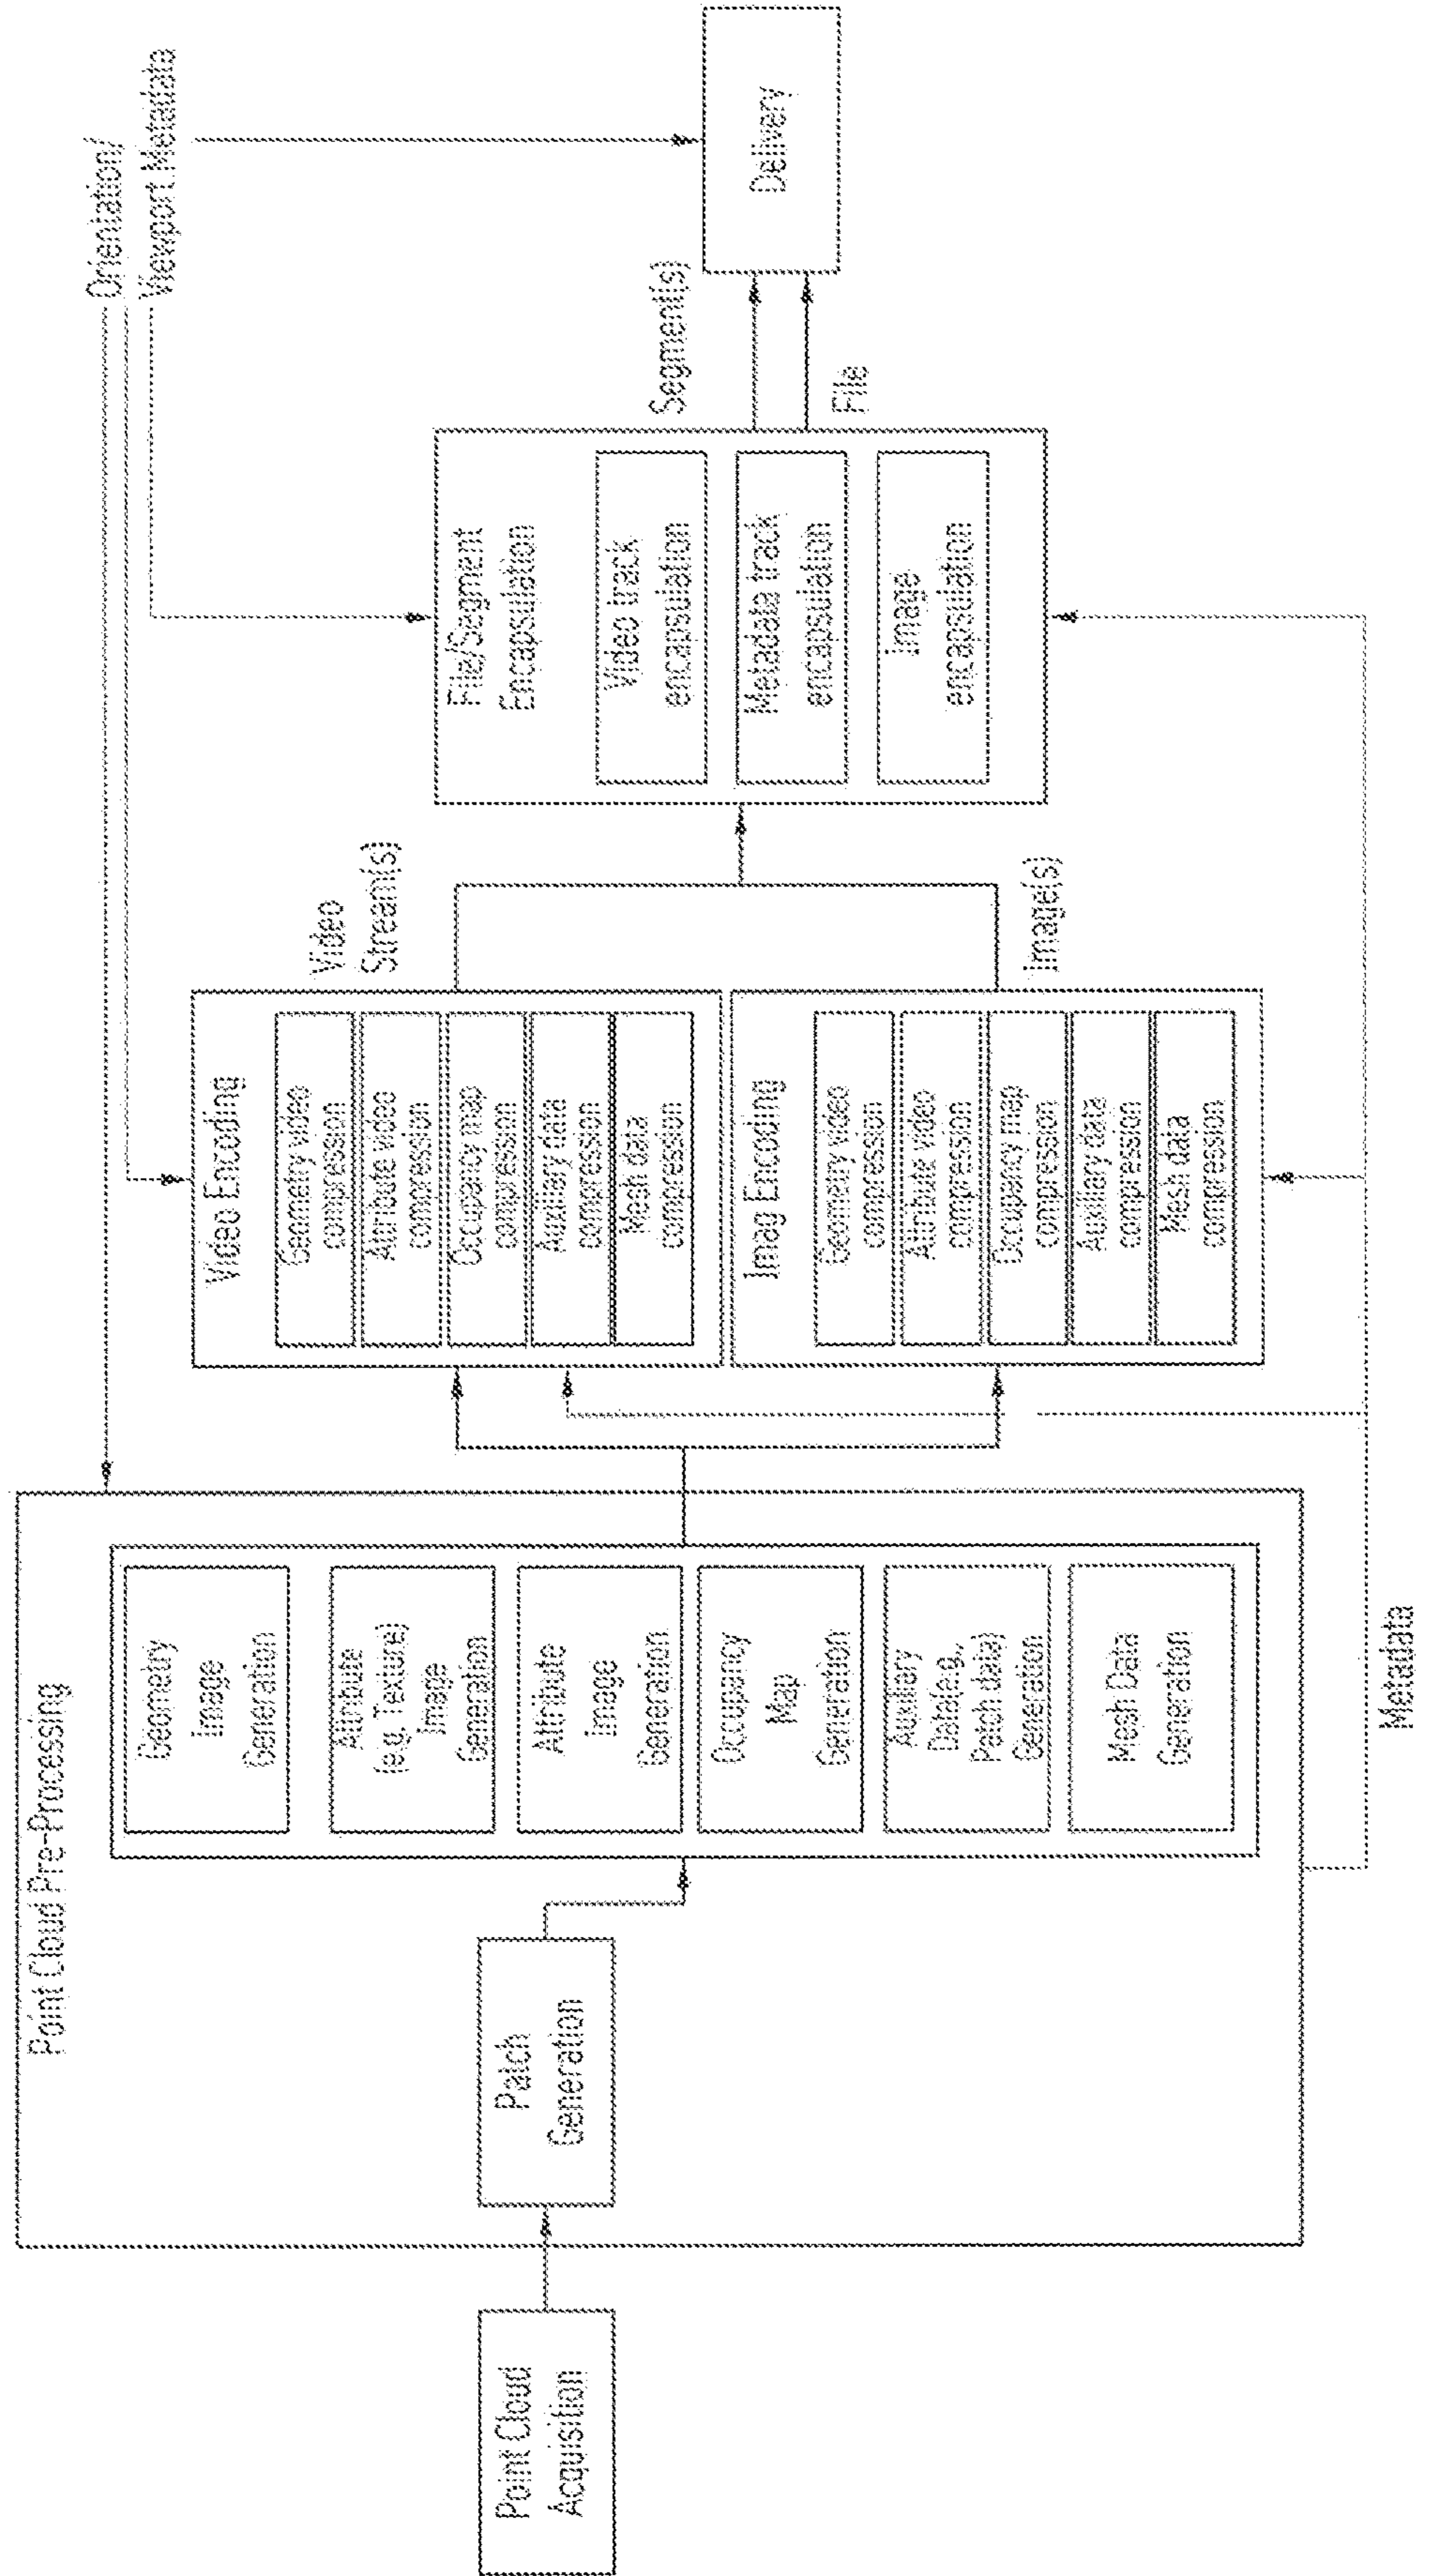 Point Cloud
Acquisition
Point Cloud Pre-Processing
Patch
Generation
Geometry
Image
Generation
Attribute
(e.g. Texture)
Image
Generation
Attribute
Image
Generation
Occupancy
Map
Generation
Auxiliary
Data(e.g.
Patch data)
Generation
Mesh Data
Generation
Metadata
Video Encoding
Geometry video
compression
Attribute video
compression
Occupancy map
compression
Auxiliary data
compression
Mesh data
compression
Imag Encoding
Geometry video
compression
Attribute video
compression
Occupancy map
compression
Auxiliary data
compression
Mesh data
compression
Video
Stream(s)
Image(s)
File/Segment
Encapsulation
Video track
encapsulation
Metadata track
encapsulation
Image
encapsulation
Segment(s)
File
Orientation/
Viewport Metadata
Delivery